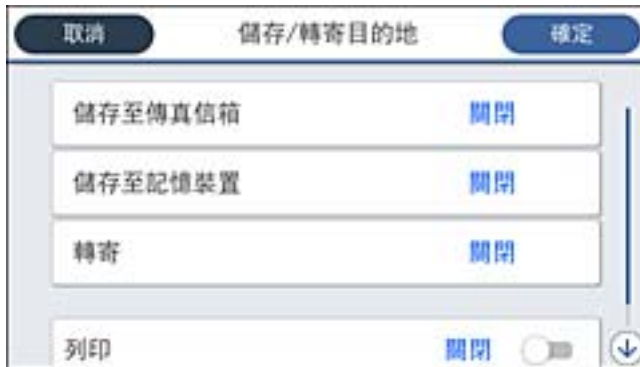 取消 儲存/轉寄目的地 確定
儲存至傳真信箱 關閉
儲存至記憶裝置 關閉
轉寄 關閉
列印 關閉